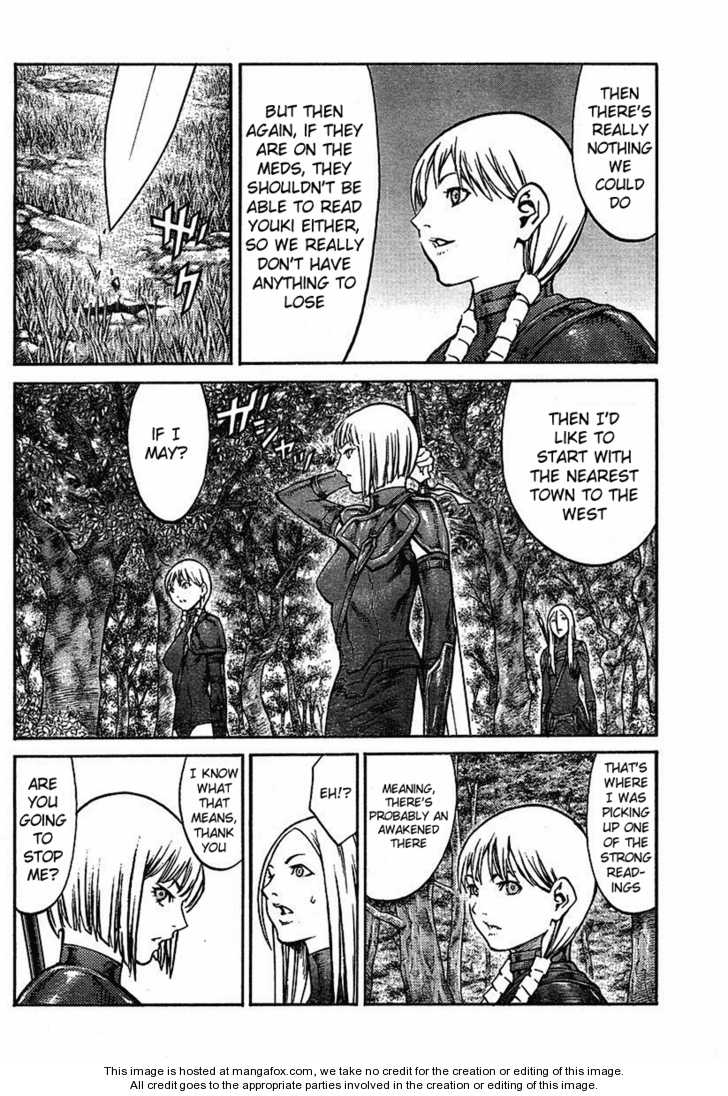 THEN
THERE'S
REALLY
NOTHING
WE
COULD
DO
BUT THEN
AGAIN, IF THEY
ARE ON THE
MEDS, THEY
SHOULDN'T BE
ABLE TO READ
YOUKI EITHER,
SO WE REALLY
DON'T HAVE
ANYTHING TO
LOSE
ザッ
ク
THEN I'D
LIKE TO
START WITH
THE NEAREST
TOWN TO THE
WEST
IF I
MAY?
THAT'S
WHERE
I WAS
PICKING
UP ONE
OF THE
STRONG
READ-
INGS
MEANING,
THERE'S
PROBABLY AN
AWAKENED
THERE
EH!?
I KNOW
WHAT
THAT
MEANS,
THANK
YOU
ARE
YOU
GOING
TO
STOP
ME?
This image is hosted at mangafox.com, we take no credit for the creation or editing of this image.
All credit goes to the appropriate parties involved in the creation or editing of this image.